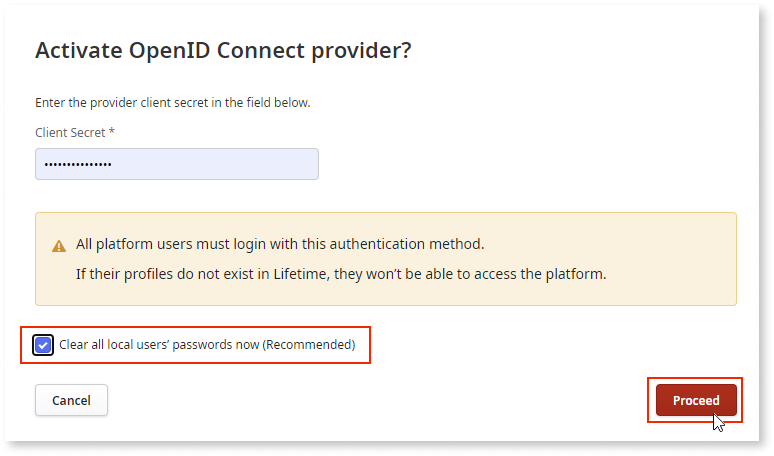 Activate OpenID Connect provider?
Enter the provider client secret in the field below.
Client Secret *
•••••••••••••••
All platform users must login with this authentication method.
If their profiles do not exist in Lifetime, they won’t be able to access the platform.
Clear all local users’ passwords now (Recommended)
Cancel
Proceed